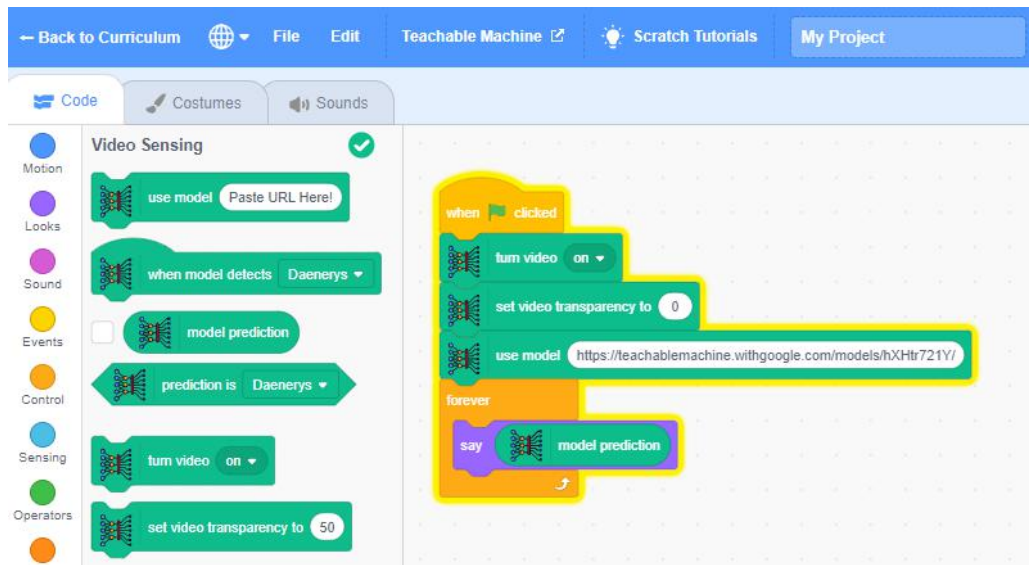 ← Back to Curriculum File Edit Teachable Machine Scratch Tutorials My Project
Code Costumes Sounds
Motion
Looks
Sound
Events
Control
Sensing
Operators
Video Sensing
use model Paste URL Here!
when model detects Daenerys
model prediction
prediction is Daenerys
turn video on
set video transparency to 50
when clicked
turn video on
set video transparency to 0
use model https://teachablemachine.withgoogle.com/models/hXHtr721Y/
forever
say model prediction